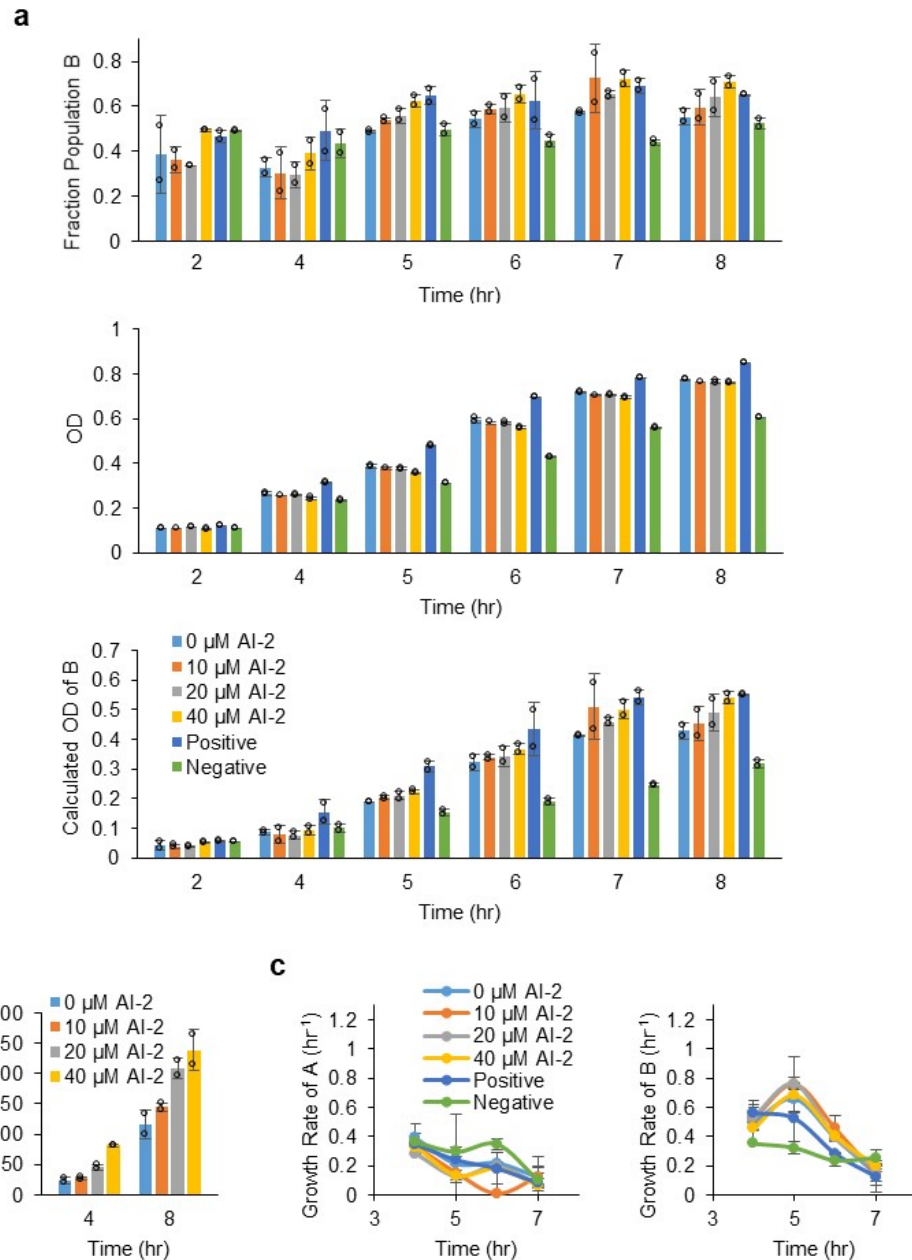 a
Fraction Population B
0.8
0.6
0.4
0.2
0
2 4 5 6 7 8
Time (hr)
OD
1
0.8
0.6
0.4
0.2
0
2 4 5 6 7 8
Time (hr)
Calculated OD of B
0.7
0.6
0.5
0.4
0.3
0.2
0.1
0
0 µM AI-2
10 µM AI-2
20 µM AI-2
40 µM AI-2
Positive
Negative
2 4 5 6 7 8
Time (hr)
00
50
00
50
00
50
0
0 µM AI-2
10 µM AI-2
20 µM AI-2
40 µM AI-2
4 8
Time (hr)
c
Growth Rate of A (hr⁻¹)
1.2
1
0.8
0.6
0.4
0.2
0
0 µM AI-2
10 µM AI-2
20 µM AI-2
40 µM AI-2
Positive
Negative
3 5 7
Time (hr)
Growth Rate of B (hr⁻¹)
1.2
1
0.8
0.6
0.4
0.2
0
3 5 7
Time (hr)